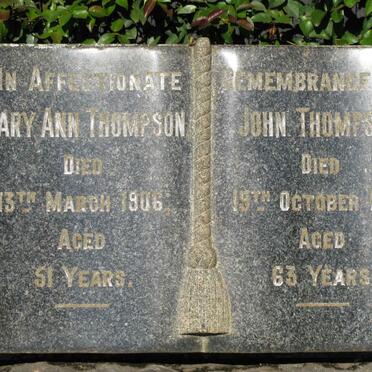 IN AFFECTIONATE
ARY ANN THOMPSON
DIED
13TH MARCH 1906,
AGED
51 YEARS.
REMEMBRANCE
JOHN THOMPS
DIED
19TH OCTOBER
AGED
63 YEARS